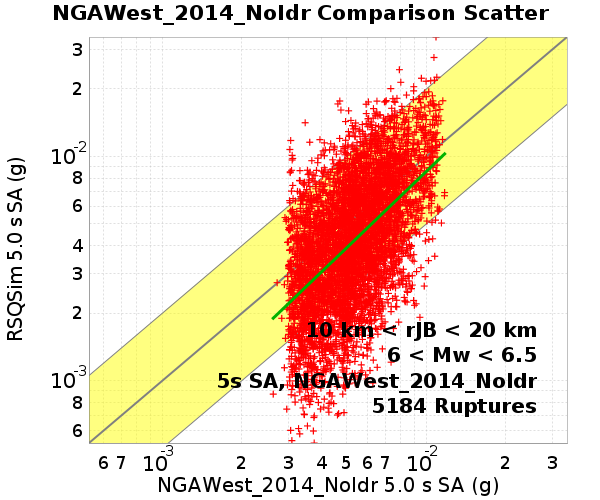 NGAWest_2014_NoIdr Comparison Scatter
3
2
10-2
8
6
4
3
2
10-3
8
6
RSQSim 5.0 s SA (g)
10 km < rJB < 20 km
6 < Mw < 6.5
5s SA, NGAWest_2014_NoIdr
5184 Ruptures
6 7 10-3 2 3 4 5 6 7 10-2 2 3
NGAWest_2014_NoIdr 5.0 s SA (g)